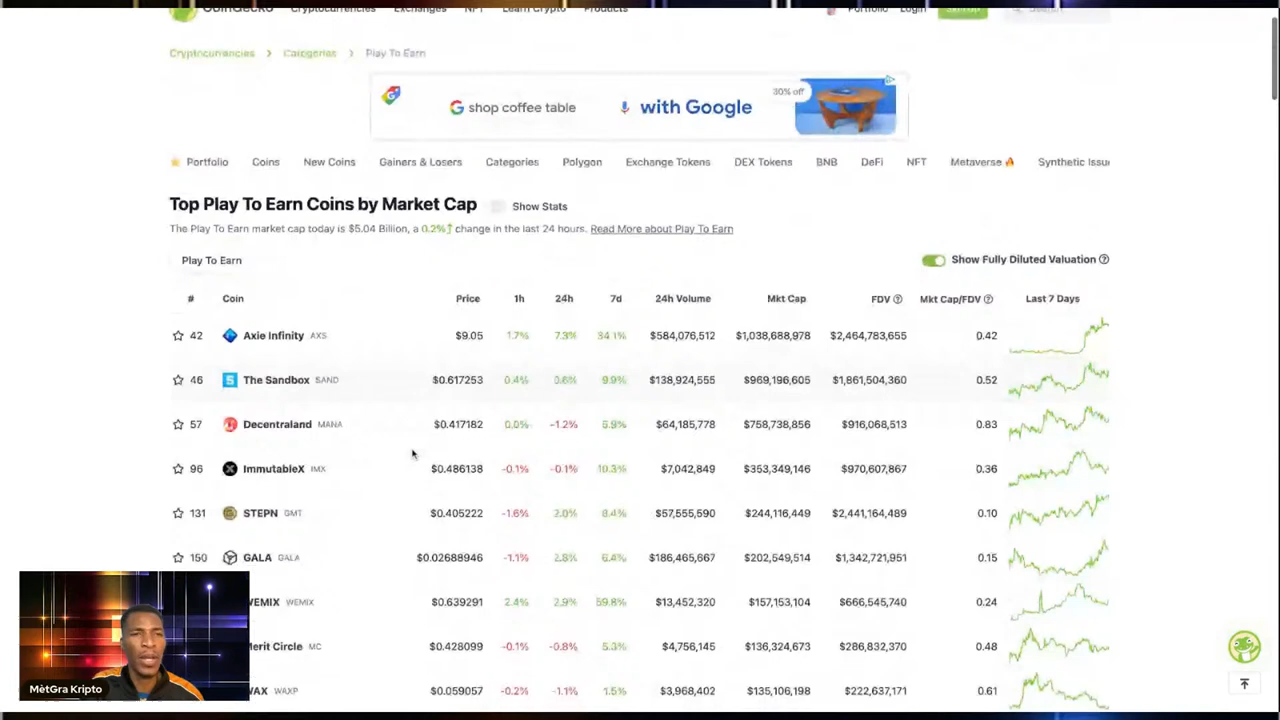 CoinGecko Cryptocurrencies Exchanges NFT Learn Crypto Products Portfolio Login
Cryptocurrencies > Categories > Play To Earn
G shop coffee table with Google 30% off
Portfolio Coins New Coins Gainers & Losers Categories Polygon Exchange Tokens DEX Tokens BNB DeFi NFT Metaverse 🔥 Synthetic Issu
Top Play To Earn Coins by Market Cap Show Stats
The Play To Earn market cap today is $5.04 Billion, a 0.2%↑ change in the last 24 hours. Read More about Play To Earn
Play To Earn Show Fully Diluted Valuation
# Coin Price 1h 24h 7d 24h Volume Mkt Cap FDV Mkt Cap/FDV Last 7 Days
42 Axie Infinity AXS $9.05 1.7% 7.3% 34.1% $584,076,512 $1,038,688,978 $2,464,783,655 0.42
46 The Sandbox SAND $0.617253 0.4% 0.6% 9.9% $138,924,555 $969,196,605 $1,861,504,360 0.52
57 Decentraland MANA $0.417182 0.0% -1.2% 5.9% $64,185,778 $758,738,856 $916,068,513 0.83
96 ImmutableX IMX $0.486138 -0.1% -0.1% 10.3% $7,042,849 $353,349,146 $970,607,867 0.36
131 STEPN GMT $0.405222 -1.6% 2.0% 8.4% $57,555,590 $244,116,449 $2,441,164,489 0.10
150 GALA GALA $0.02688946 -1.1% 2.8% 6.4% $186,465,667 $202,549,514 $1,342,721,951 0.15
WEMIX WEMIX $0.639291 2.4% 2.9% 59.8% $13,452,320 $157,153,104 $666,545,740 0.24
Merit Circle MC $0.428099 -0.1% -0.8% 5.3% $4,756,145 $136,324,673 $286,832,370 0.48
WAX WAXP $0.059057 -0.2% -1.1% 1.5% $3,968,402 $135,106,198 $222,637,171 0.61
MètGra Kripto